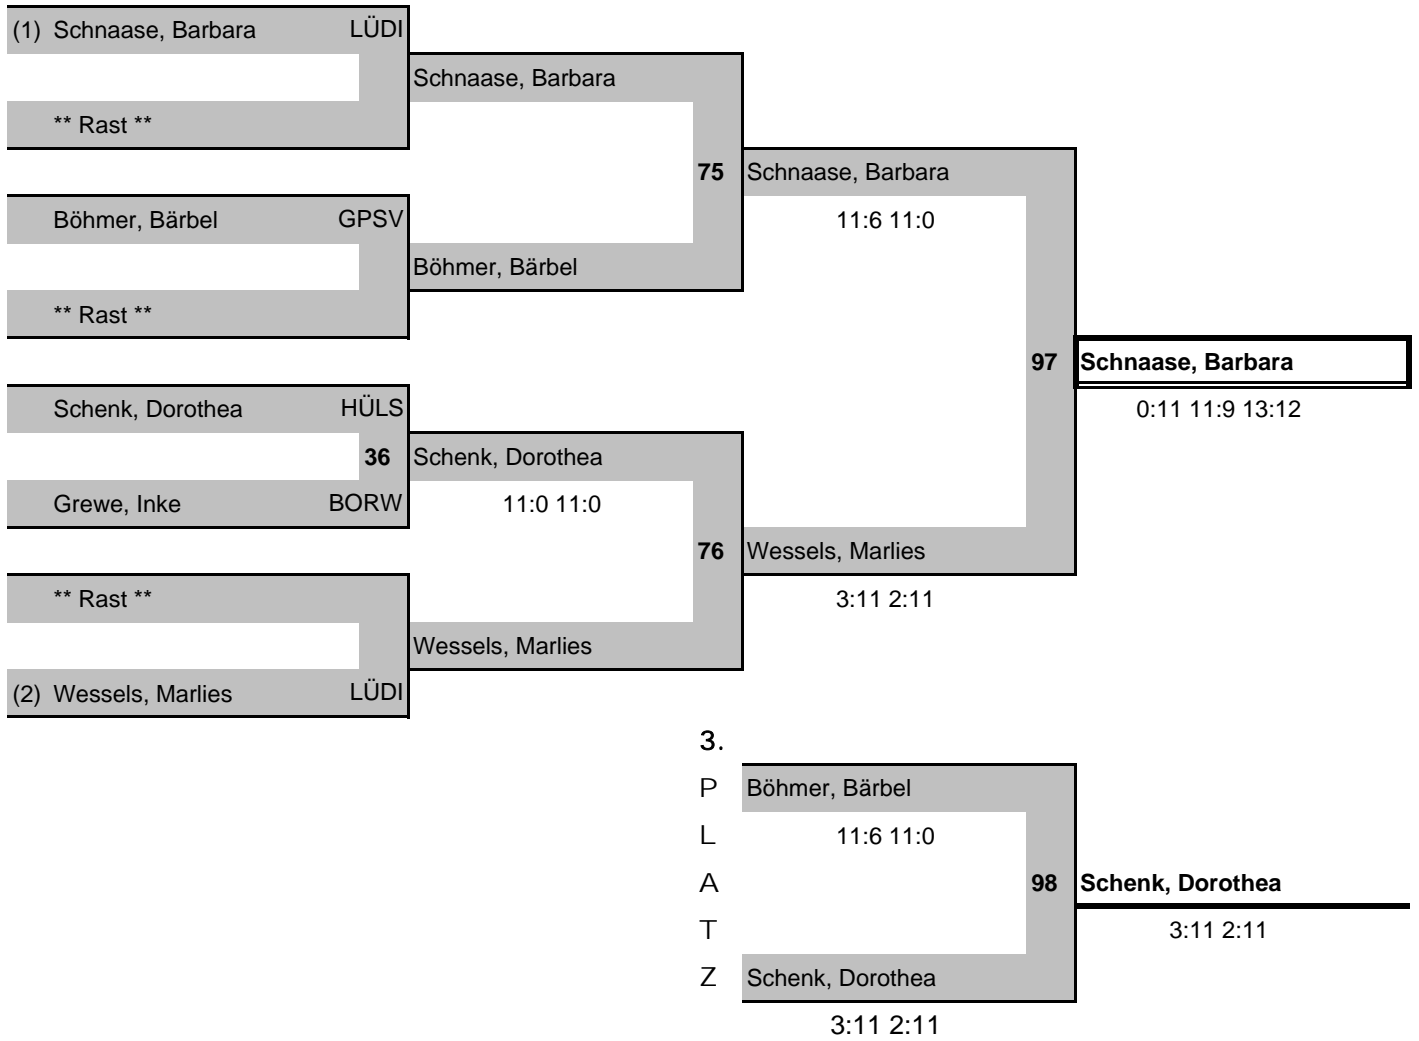 (1) Schnaase, Barbara LÜDI
Schnaase, Barbara
** Rast **
75 Schnaase, Barbara
Böhmer, Bärbel GPSV
11:6 11:0
Böhmer, Bärbel
** Rast **
97 Schnaase, Barbara
Schenk, Dorothea HÜLS
0:11 11:9 13:12
36 Schenk, Dorothea
Grewe, Inke BORW
11:0 11:0
76 Wessels, Marlies
** Rast **
3:11 2:11
Wessels, Marlies
(2) Wessels, Marlies LÜDI
3.
P Böhmer, Bärbel
L 11:6 11:0
A 98 Schenk, Dorothea
T 3:11 2:11
Z Schenk, Dorothea
3:11 2:11